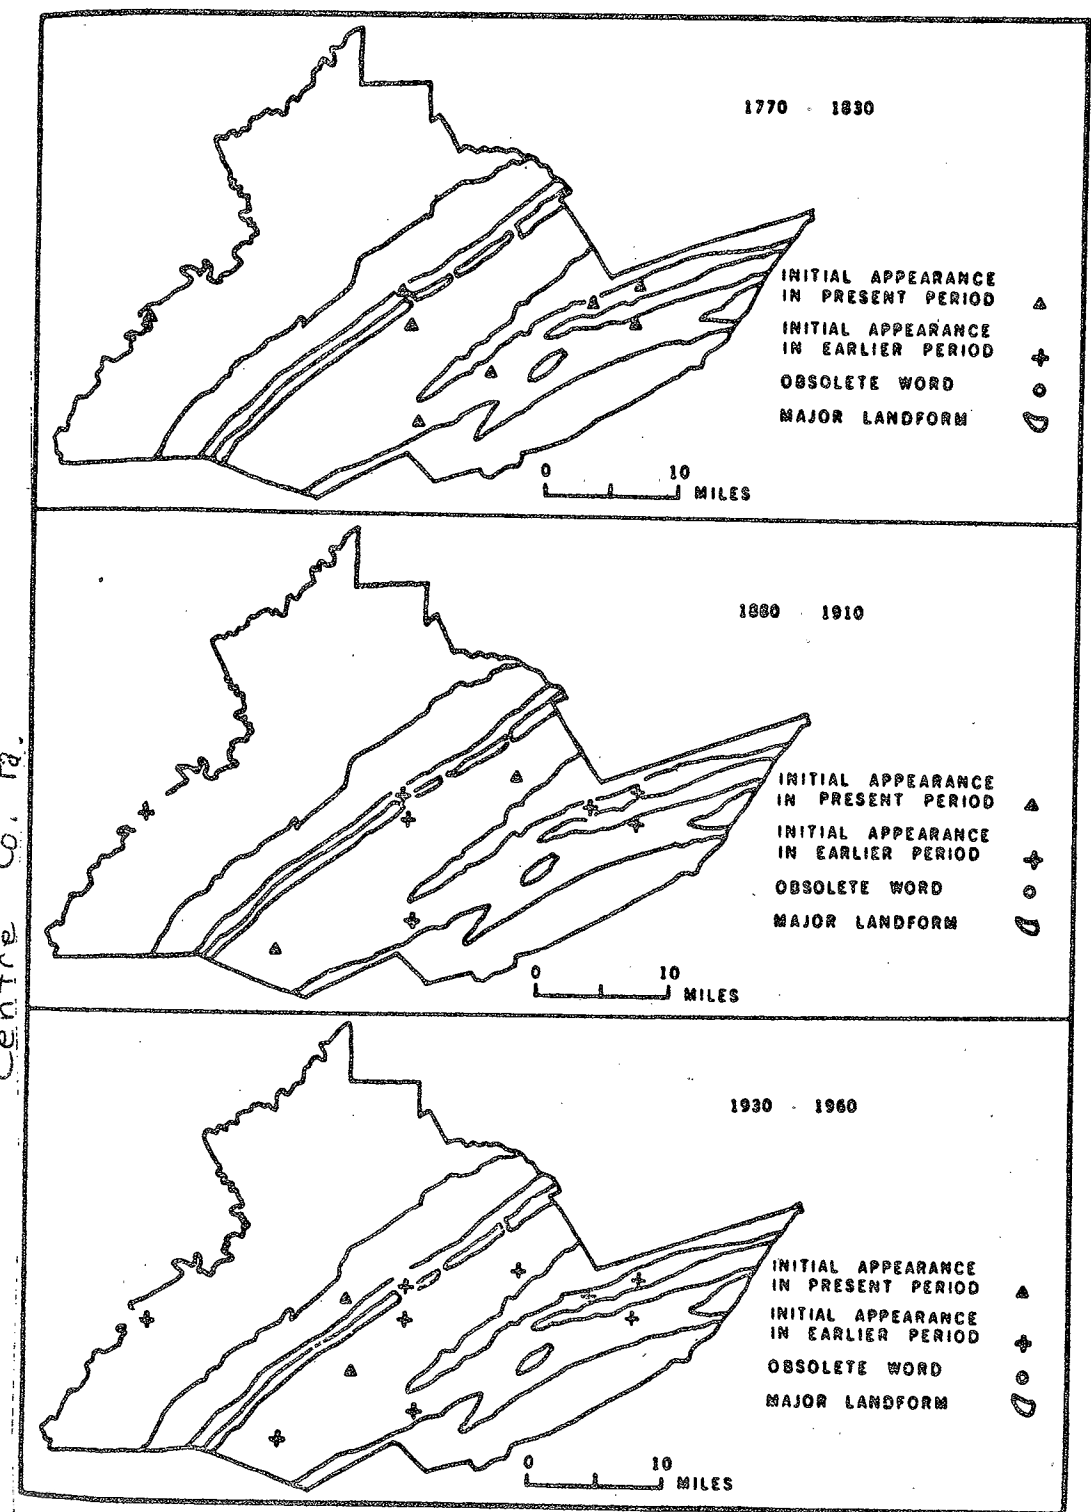 1770 - 1830
INITIAL APPEARANCE
IN PRESENT PERIOD
INITIAL APPEARANCE
IN EARLIER PERIOD
OBSOLETE WORD
MAJOR LANDFORM
0 10
MILES
1880 - 1910
INITIAL APPEARANCE
IN PRESENT PERIOD
INITIAL APPEARANCE
IN EARLIER PERIOD
OBSOLETE WORD
MAJOR LANDFORM
0 10
MILES
1930 - 1960
INITIAL APPEARANCE
IN PRESENT PERIOD
INITIAL APPEARANCE
IN EARLIER PERIOD
OBSOLETE WORD
MAJOR LANDFORM
0 10
MILES
Centre Co. Pa.